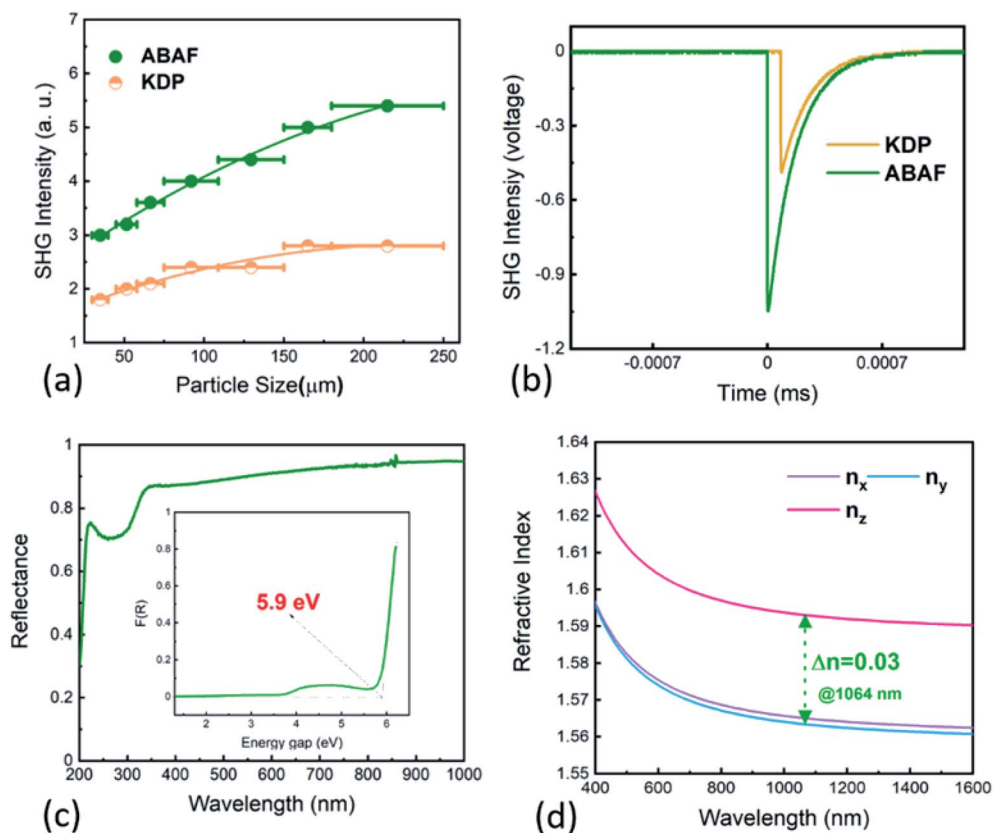 7
6
5
4
3
2
1
SHG Intensity (a. u.)
ABAF
KDP
50 100 150 200 250
Particle Size(μm)
(a)
0
-0.3
-0.6
-0.9
-1.2
SHG Intensiy (voltage)
KDP
ABAF
-0.0007 0 0.0007
Time (ms)
(b)
1
0.8
0.6
0.4
0.2
0
Reflectance
1
0.8
0.6
0.4
0.2
0
F(R)
5.9 eV
2 3 4 5 6
Energy gap (eV)
200 300 400 500 600 700 800 900 1000
Wavelength (nm)
(c)
1.64
1.63
1.62
1.61
1.6
1.59
1.58
1.57
1.56
1.55
Refractive Index
nx ny
nz
Δn=0.03
@1064 nm
400 600 800 1000 1200 1400 1600
Wavelength (nm)
(d)